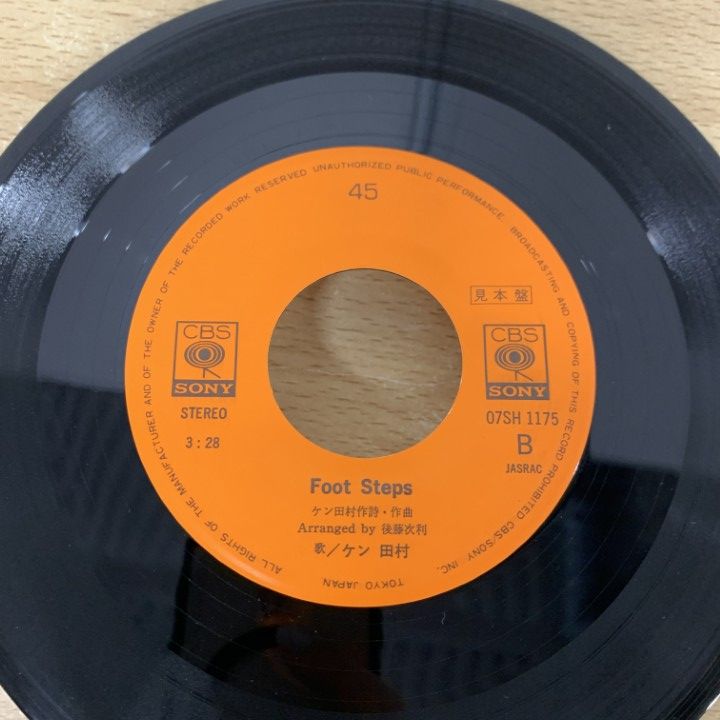 ALL RIGHTS OF THE MANUFACTURER AND OF THE OWNER OF THE RECORDED WORK RESERVED UNAUTHORIZED PUBLIC PERFORMANCE, BROADCASTING AND COPYING OF THIS RECORD PROHIBITED CBS/SONY INC.
TOKYO JAPAN
45
見本盤
CBS
SONY
STEREO
3:28
CBS
SONY
07SH 1175
B
JASRAC
Foot Steps
ケン田村作詩・作曲
Arranged by 後藤次利
歌/ケン 田村